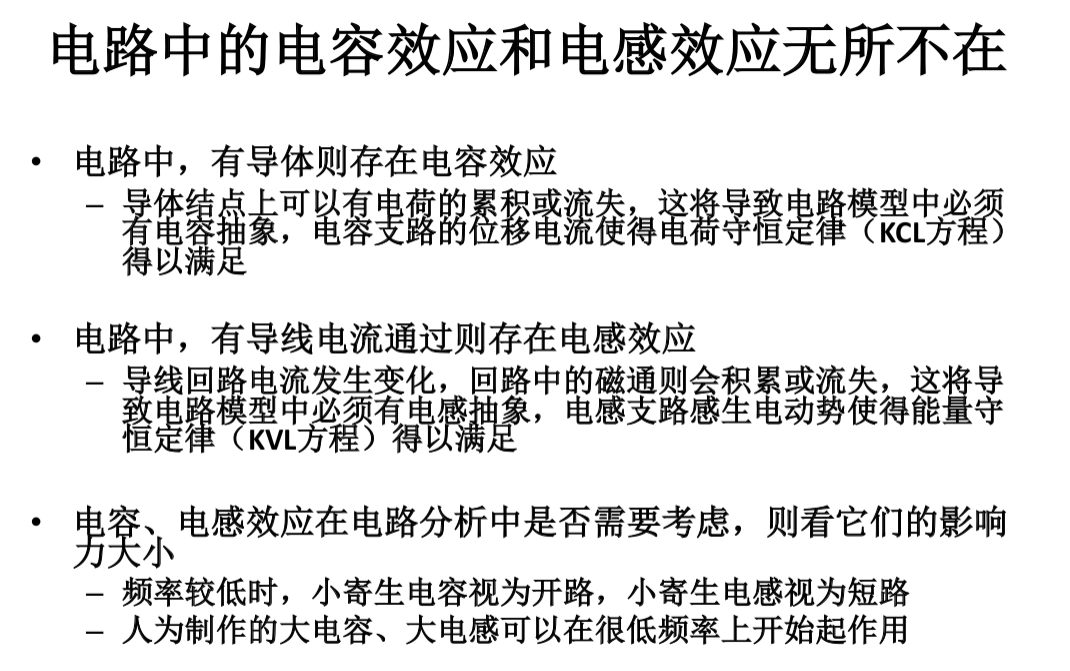 电路中的电容效应和电感效应无所不在
• 电路中，有导体则存在电容效应
– 导体结点上可以有电荷的累积或流失，这将导致电路模型中必须
有电容抽象，电容支路的位移电流使得电荷守恒定律（KCL方程）
得以满足
• 电路中，有导线电流通过则存在电感效应
– 导线回路电流发生变化，回路中的磁通则会积累或流失，这将导
致电路模型中必须有电感抽象，电感支路感生电动势使得能量守
恒定律（KVL方程）得以满足
• 电容、电感效应在电路分析中是否需要考虑，则看它们的影响
力大小
– 频率较低时，小寄生电容视为开路，小寄生电感视为短路
– 人为制作的大电容、大电感可以在很低频率上开始起作用